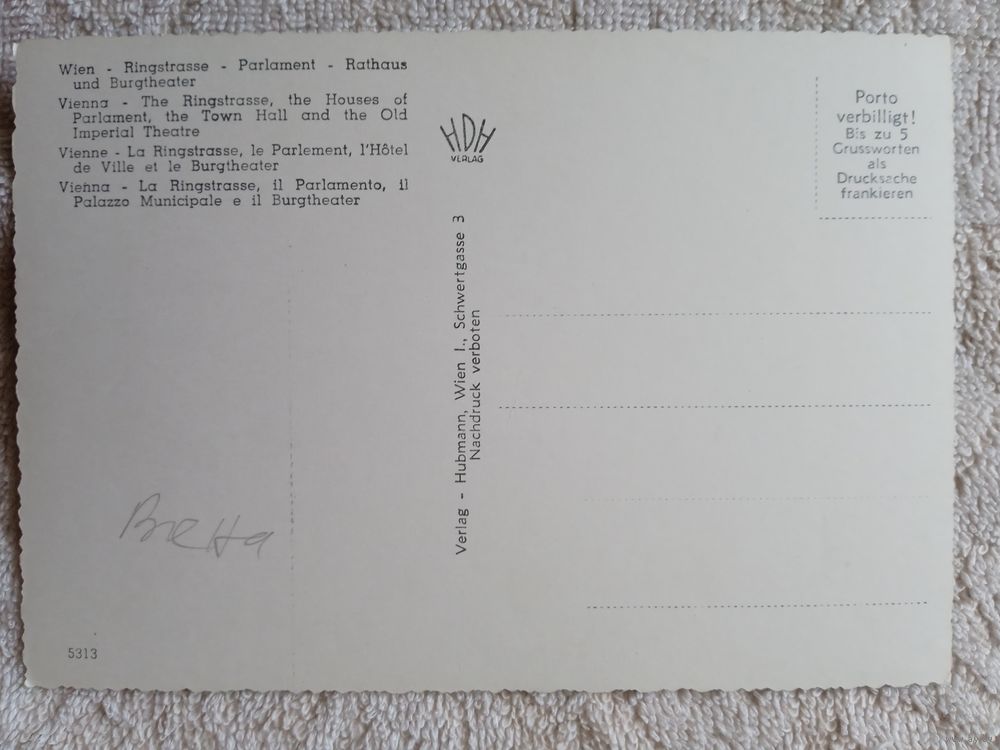 Wien - Ringstrasse - Parlament - Rathaus
und Burgtheater
Vienna - The Ringstrasse, the Houses of
Parlament, the Town Hall and the Old
Imperial Theatre
Vienne - La Ringstrasse, le Parlement, l'Hôtel
de Ville et le Burgtheater
Vienna - La Ringstrasse, il Parlamento, il
Palazzo Municipale e il Burgtheater
HDH
VERLAG
Verlag - Hubmann, Wien I., Schwertgasse 3
Nachdruck verboten
Porto
verbilligt!
Bis zu 5
Grussworten
als
Drucksache
frankieren
5313